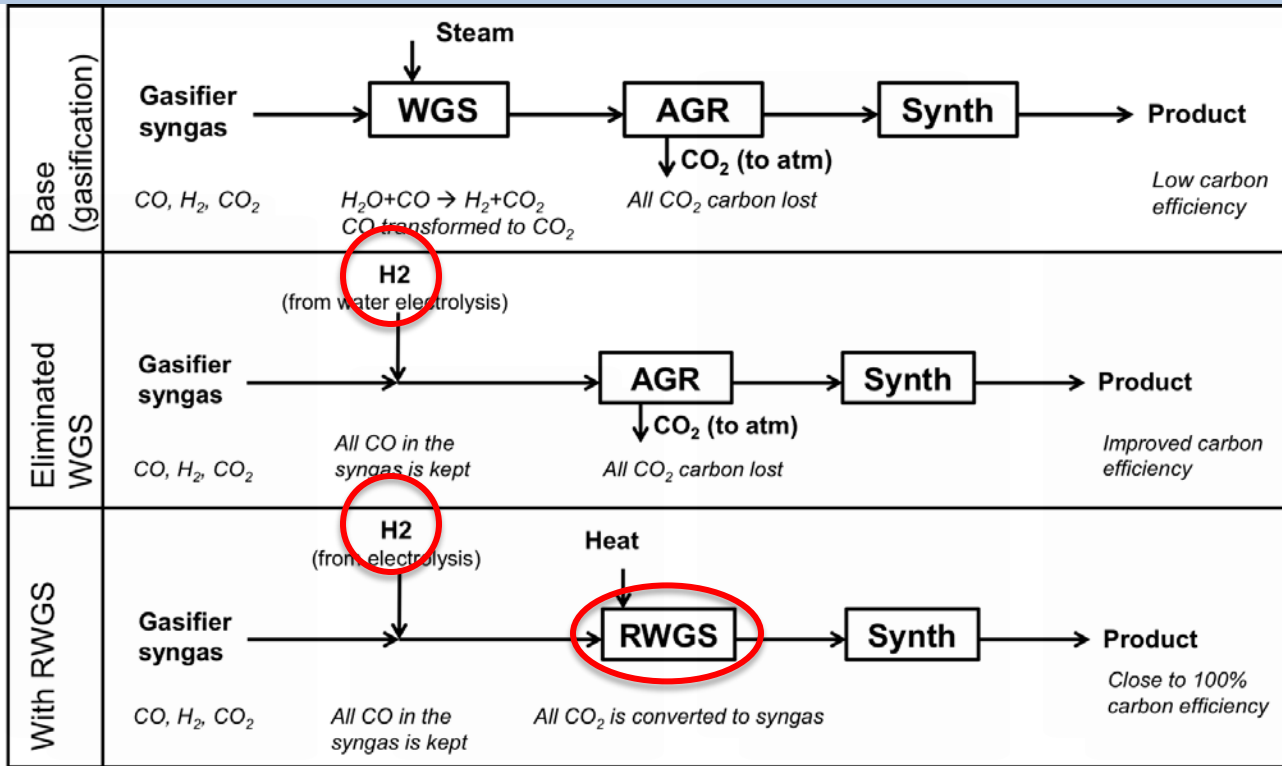 Base
(gasification)
Steam
Gasifier
syngas
WGS
AGR
Synth
Product
CO₂ (to atm)
CO, H₂, CO₂
H₂O+CO → H₂+CO₂
CO transformed to CO₂
All CO₂ carbon lost
Low carbon
efficiency
Eliminated
WGS
H2
(from water electrolysis)
Gasifier
syngas
AGR
Synth
Product
CO₂ (to atm)
CO, H₂, CO₂
All CO in the
syngas is kept
All CO₂ carbon lost
Improved carbon
efficiency
With RWGS
H2
(from electrolysis)
Heat
Gasifier
syngas
RWGS
Synth
Product
CO, H₂, CO₂
All CO in the
syngas is kept
All CO₂ is converted to syngas
Close to 100%
carbon efficiency